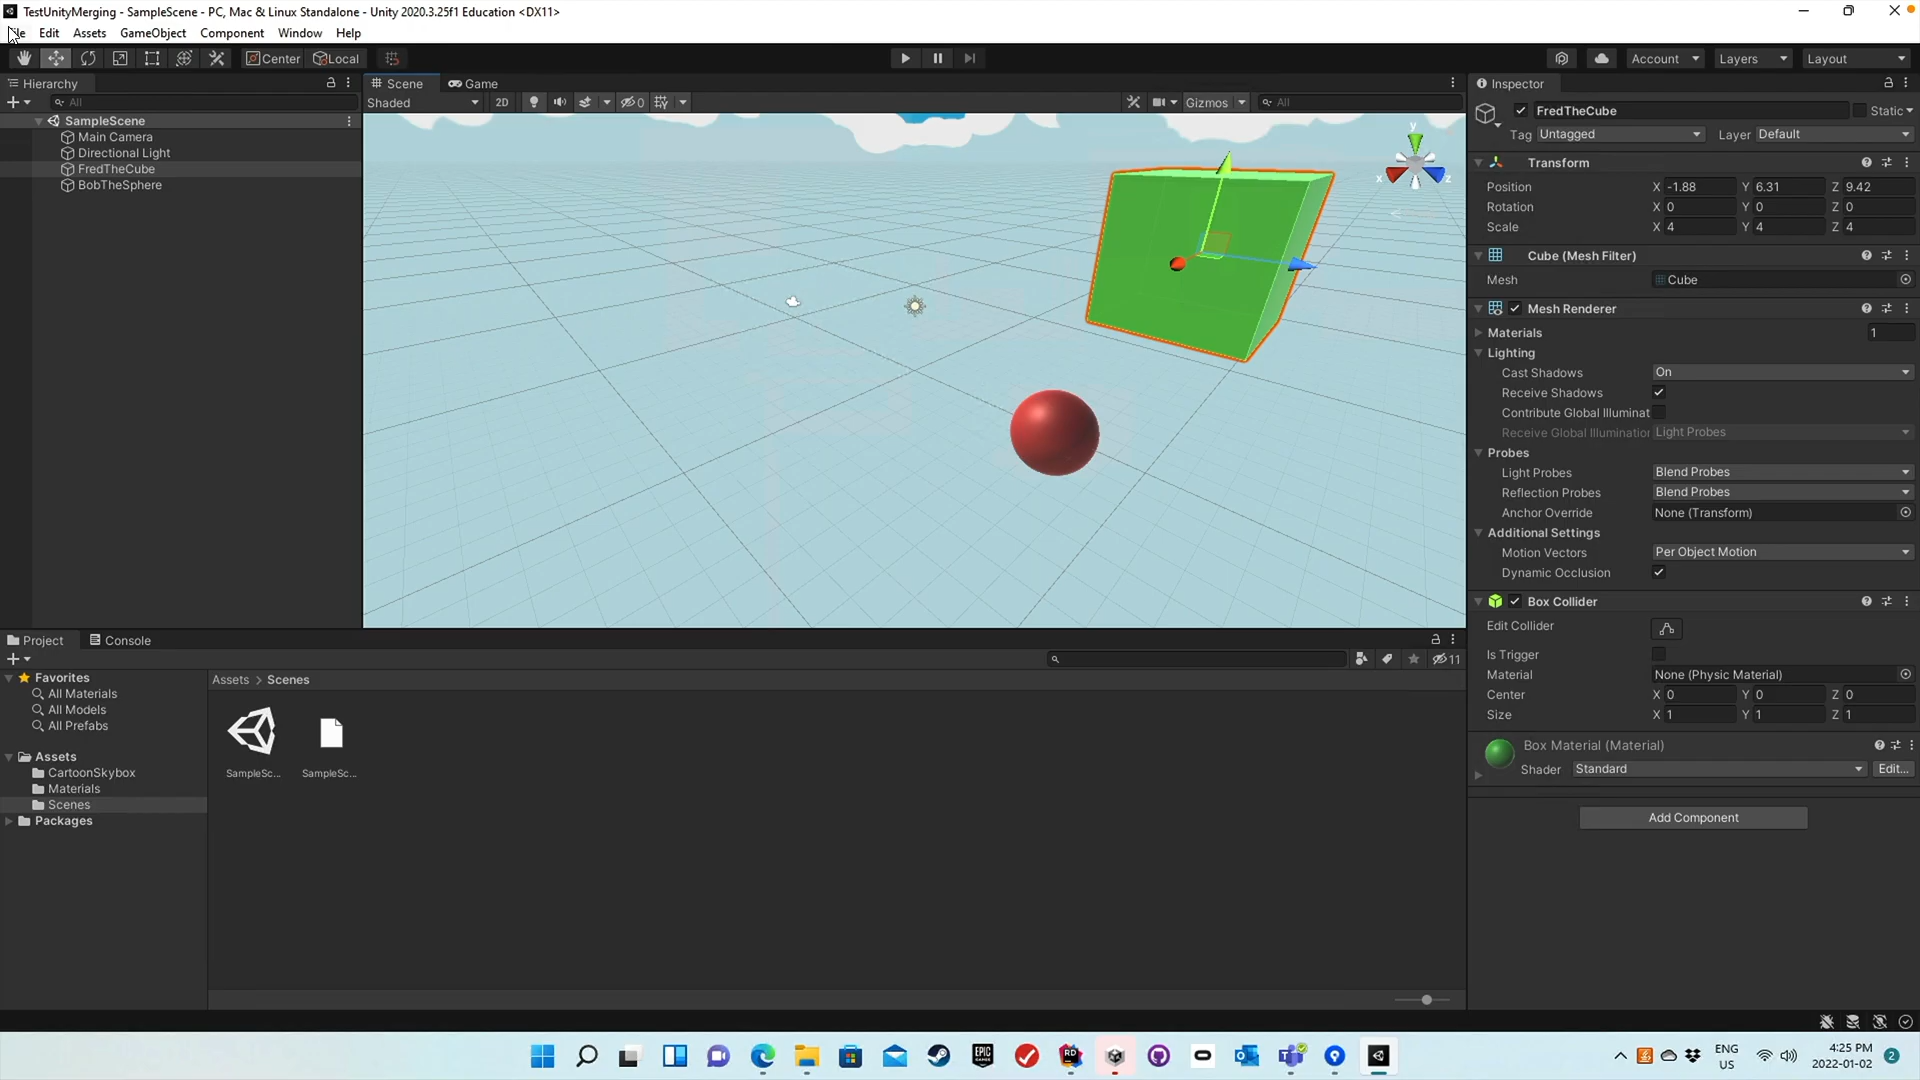 TestUnityMerging - SampleScene - PC, Mac & Linux Standalone - Unity 2020.3.25f1 Education <DX11>
Edit Assets GameObject Component Window Help
Center Local Account Layers Layout
Hierarchy Scene Game Inspector
All Shaded 2D 0 Gizmos All
FredTheCube Static
Tag Untagged Layer Default
SampleScene
Main Camera
Directional Light
FredTheCube
BobTheSphere
y
x z
Transform
Position X -1.88 Y 6.31 Z 9.42
Rotation X 0 Y 0 Z 0
Scale X 4 Y 4 Z 4
Cube (Mesh Filter)
Mesh Cube
Mesh Renderer
Materials 1
Lighting
Cast Shadows On
Receive Shadows
Contribute Global Illuminat
Receive Global Illumination Light Probes
Probes
Light Probes Blend Probes
Reflection Probes Blend Probes
Anchor Override None (Transform)
Additional Settings
Motion Vectors Per Object Motion
Dynamic Occlusion
Box Collider
Edit Collider
Is Trigger
Material None (Physic Material)
Center X 0 Y 0 Z 0
Size X 1 Y 1 Z 1
Box Material (Material)
Shader Standard Edit...
Add Component
Project Console
11
Favorites
All Materials
All Models
All Prefabs
Assets
CartoonSkybox
Materials
Scenes
Packages
Assets > Scenes
SampleSc... SampleSc...
EPIC GAMES
RD
ENG
US
4:25 PM
2022-01-02
2